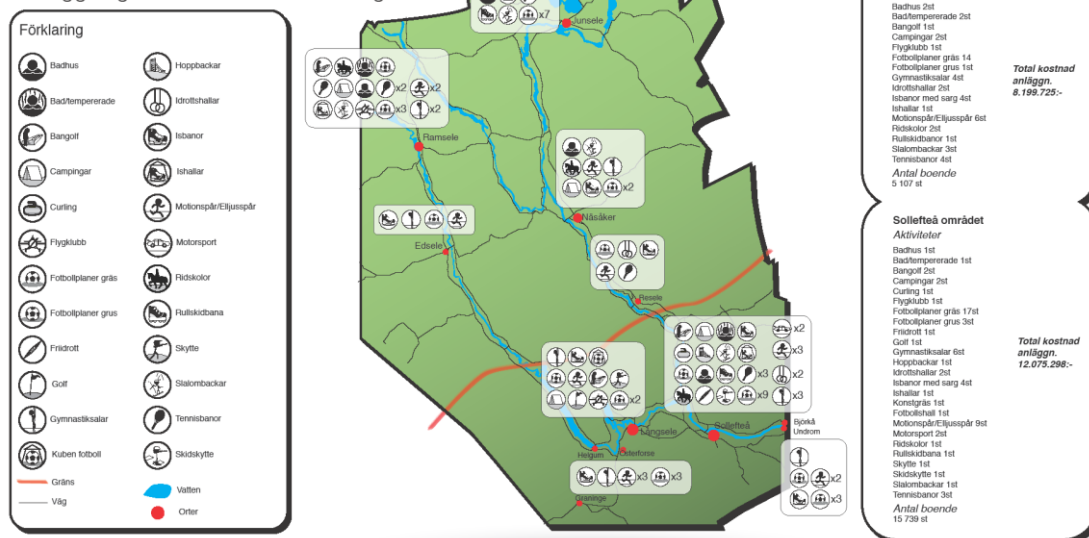 Förklaring
Badhus
Bad/tempererade
Bangolf
Campingar
Curling
Flygklubb
Fotbollplaner gräs
Fotbollplaner grus
Friidrott
Golf
Gymnastiksalar
Kuben fotboll
Gräns
Väg
Hoppbackar
Idrottshallar
Isbanor
Ishallar
Motionspår/Elljusspår
Motorsport
Ridskolor
Rullskidbana
Skytte
Slalombackar
Tennisbanor
Skidskytte
Vatten
Orter
x7
Junsele
x2
x2
x3
x2
Ramsele
x2
Näsåker
Edsele
Resele
x2
x3
x3
x2
x9
x3
x2
Långsele
Sollefteå
Björkå
Undrom
Helgum
Österforse
x3
x3
Graninge
x2
x3
Badhus 2st
Bad/tempererade 2st
Bangolf 1st
Campingar 2st
Flygklubb 1st
Fotbollplaner gräs 14
Fotbollplaner grus 1st
Gymnastiksalar 4st
Idrottshallar 2st
Isbanor med sarg 4st
Ishallar 1st
Motionspår/Elljusspår 6st
Ridskolor 2st
Rullskidbanor 1st
Slalombackar 3st
Tennisbanor 4st
Antal boende
5 107 st
Total kostnad
anläggn.
8.199.725:-
Sollefteå området
Aktiviteter
Badhus 1st
Bad/tempererade 1st
Bangolf 2st
Campingar 2st
Curling 1st
Flygklubb 1st
Fotbollplaner gräs 17st
Fotbollplaner grus 3st
Friidrott 1st
Golf 1st
Gymnastiksalar 6st
Hoppbackar 1st
Idrottshallar 2st
Isbanor med sarg 4st
Ishallar 1st
Konstgräs 1st
Fotbollshall 1st
Motionspår/Elljusspår 9st
Motorsport 2st
Ridskolor 1st
Rullskidbana 1st
Skytte 1st
Skidskytte 1st
Slalombackar 1st
Tennisbanor 3st
Antal boende
15 739 st
Total kostnad
anläggn.
12.075.298:-